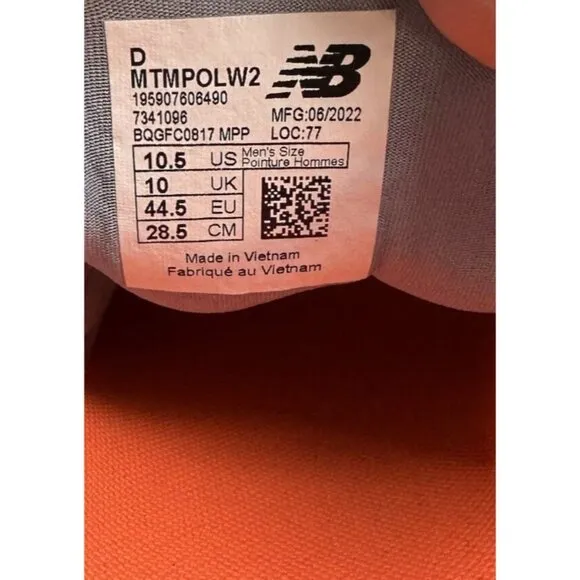 D
MTMPOLW2 NB
195907606490
7341096 MFG:06/2022
BQGFC0817 MPP LOC:77
10.5 US Men's Size Pointure Hommes
10 UK
44.5 EU
28.5 CM
Made in Vietnam
Fabriqué au Vietnam